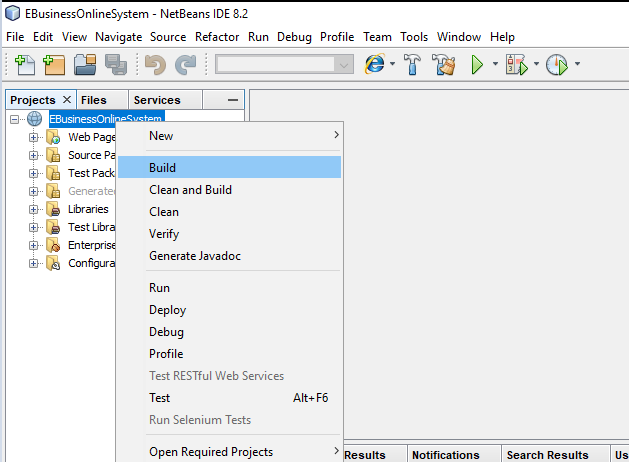 EBusinessOnlineSystem - NetBeans IDE 8.2
File Edit View Navigate Source Refactor Run Debug Profile Team Tools Window Help
Projects Files Services
EBusinessOnlineSystem
New
Web Page
Source Pa
Build
Test Pack
Clean and Build
Generated
Clean
Libraries
Test Libra
Verify
Enterprise
Generate Javadoc
Configura
Run
Deploy
Debug
Profile
Test RESTful Web Services
Test Alt+F6
Run Selenium Tests
Open Required Projects
Results Notifications Search Results Us